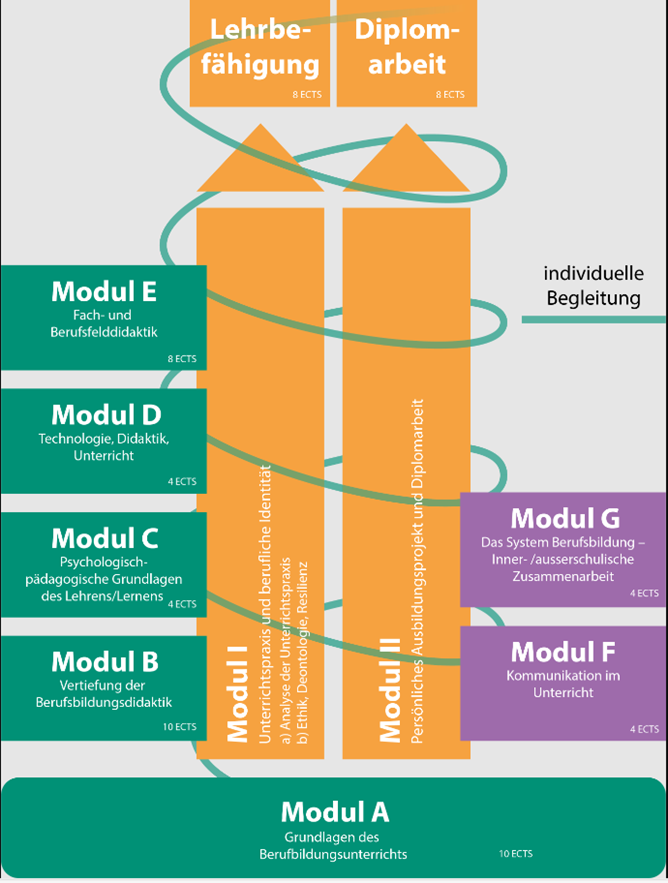 Lehrbe-
fähigung
8 ECTS
Diplom-
arbeit
8 ECTS
individuelle
Begleitung
Modul E
Fach- und
Berufsfelddidaktik
8 ECTS
Modul D
Technologie, Didaktik,
Unterricht
4 ECTS
Modul C
Psychologisch-
pädagogische Grundlagen
des Lehrens/Lernens
4 ECTS
Modul B
Vertiefung der
Berufsbildungsdidaktik
10 ECTS
Modul I
Unterrichtspraxis und berufliche Identität
a) Analyse der Unterrichtspraxis
b) Ethik, Deontologie, Resilienz
Modul II
Persönliches Ausbildungsprojekt und Diplomarbeit
Modul G
Das System Berufsbildung –
Inner- /ausserschulische
Zusammenarbeit
4 ECTS
Modul F
Kommunikation im
Unterricht
4 ECTS
Modul A
Grundlagen des
Berufbildungsunterrichts
10 ECTS